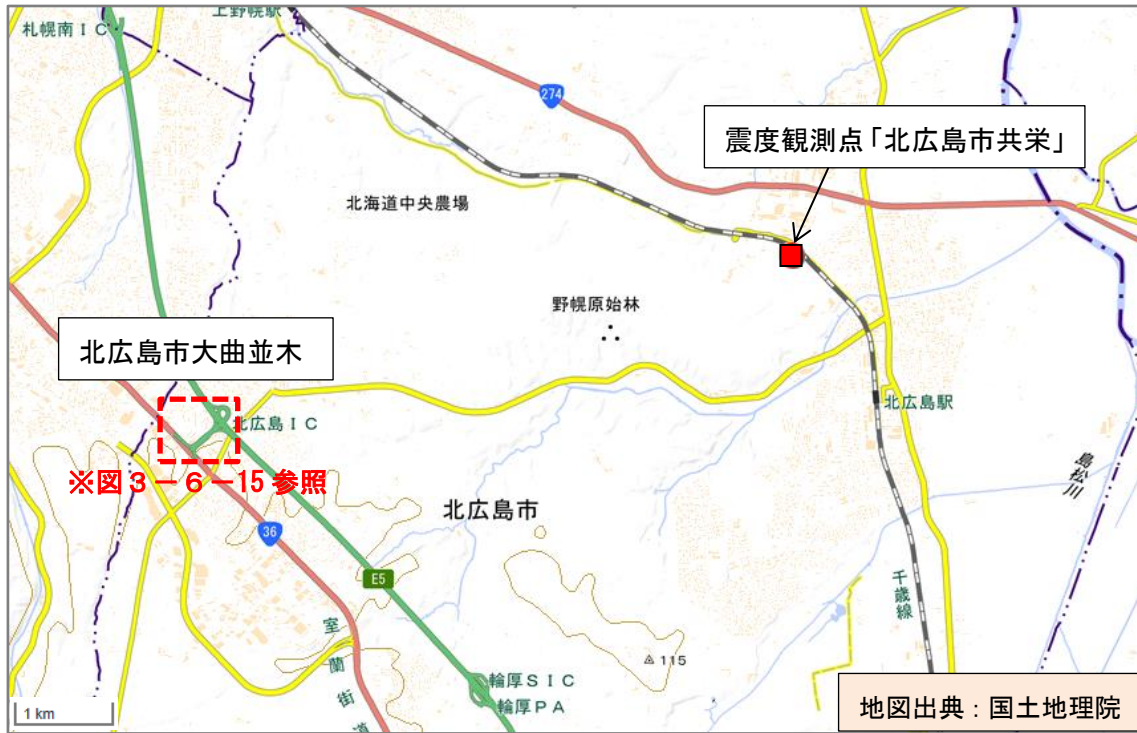 上野幌駅
札幌南ＩＣ
274
震度観測点「北広島市共栄」
北海道中央農場
野幌原始林
北広島市大曲並木
北広島ＩＣ
北広島駅
※図３－６－15 参照
島松川
北広島市
36
E5
千歳線
室蘭街道
115
輪厚ＳＩＣ
輪厚ＰＡ
1 km
地図出典：国土地理院